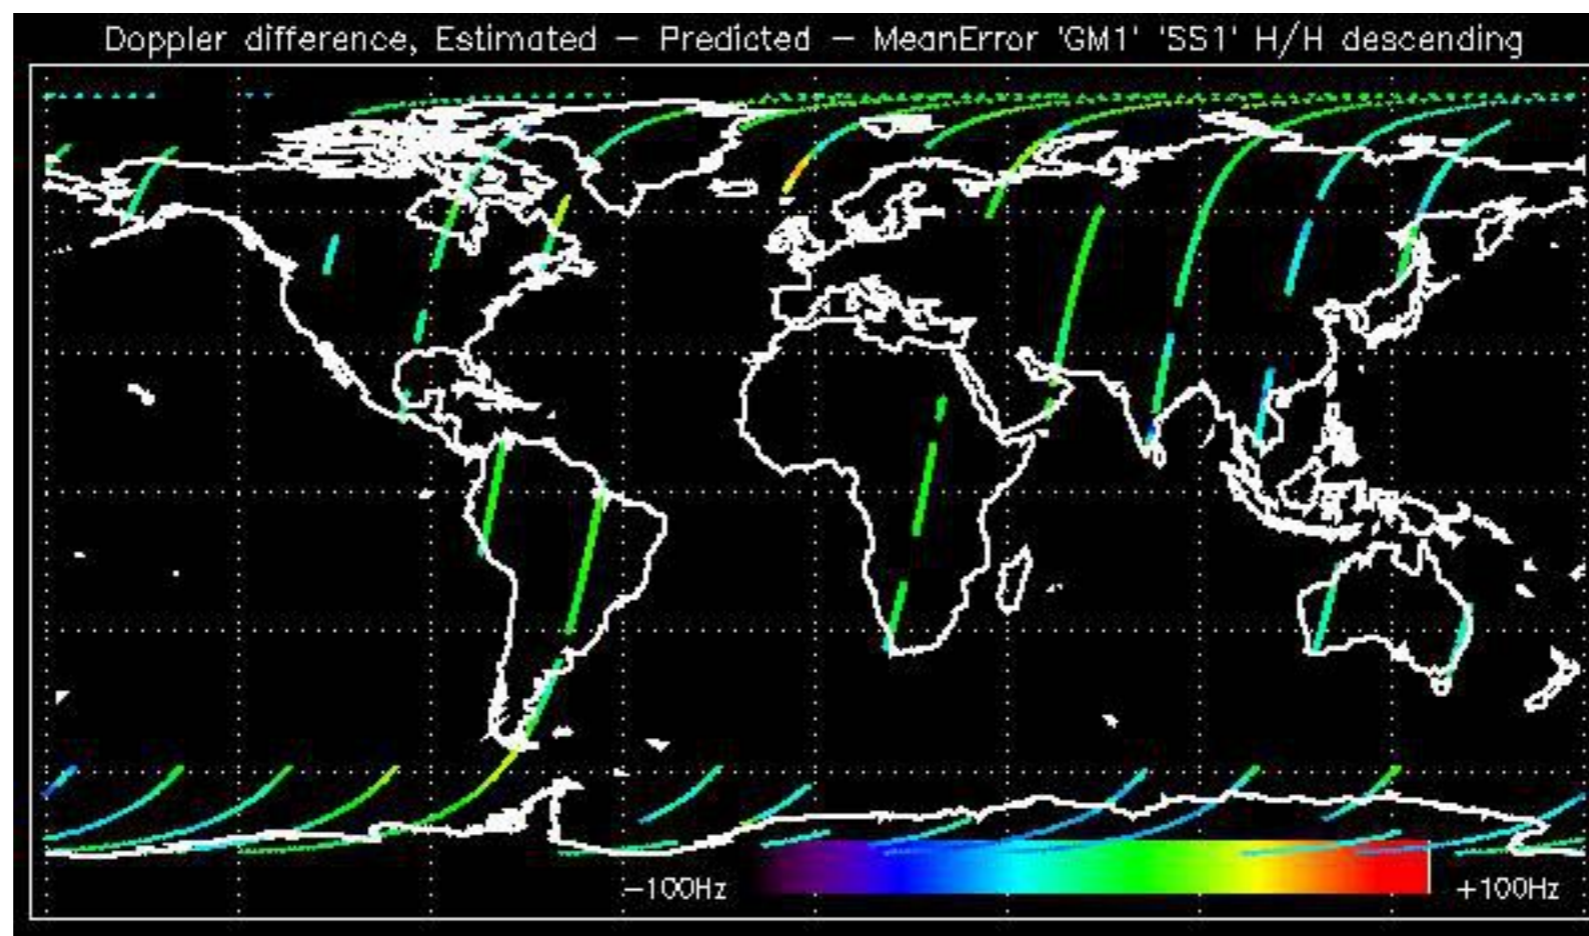 Doppler difference, Estimated – Predicted – MeanError 'GM1' 'SS1' H/H descending
–100Hz
+100Hz